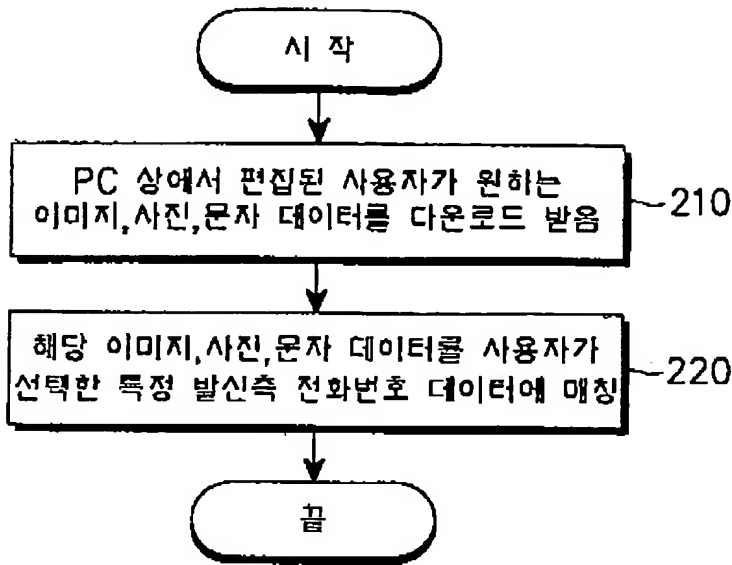 시 작
PC 상에서 편집된 사용자가 원하는
이미지,사진,문자 데이터를 다운로드 받음
210
해당 이미지,사진,문자 데이터를 사용자가
선택한 특정 발신측 전화번호 데이터에 매칭
220
끝